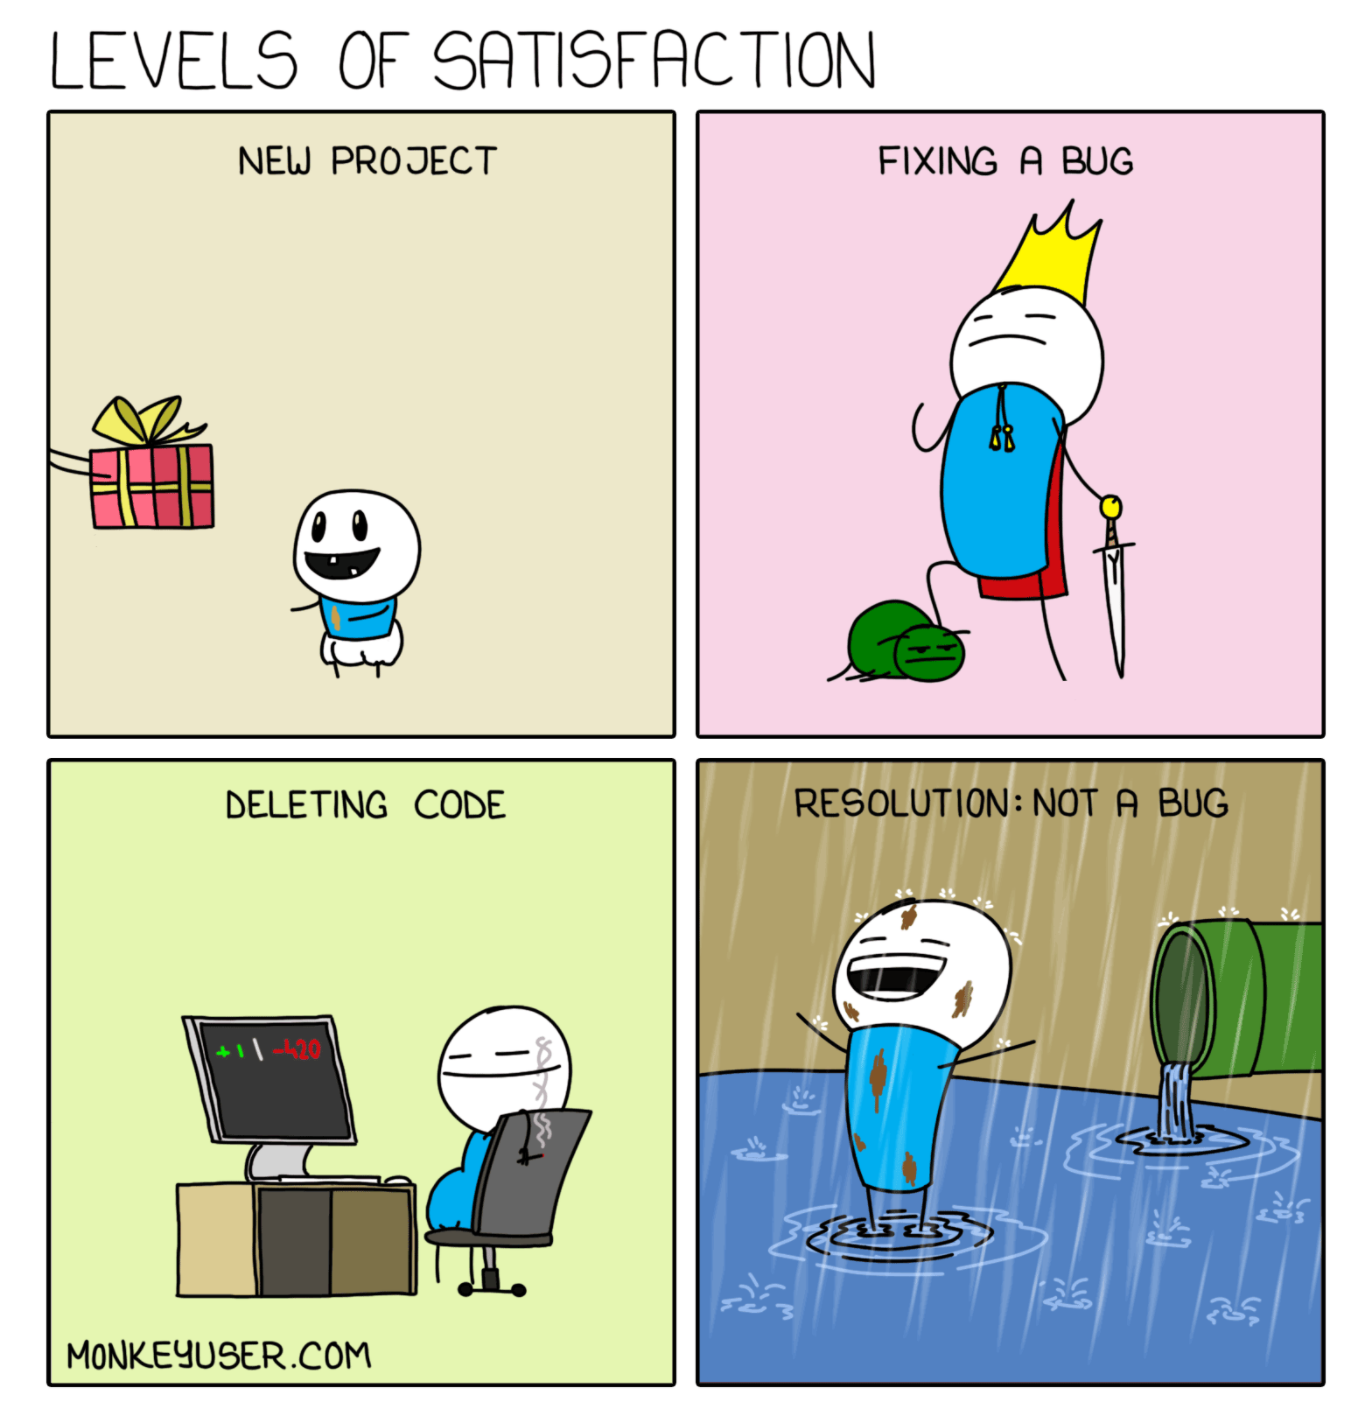 LEVELS OF SATISFACTION
NEW PROJECT
FIXING A BUG
DELETING CODE
+1 | -420
MONKEYUSER.COM
RESOLUTION: NOT A BUG